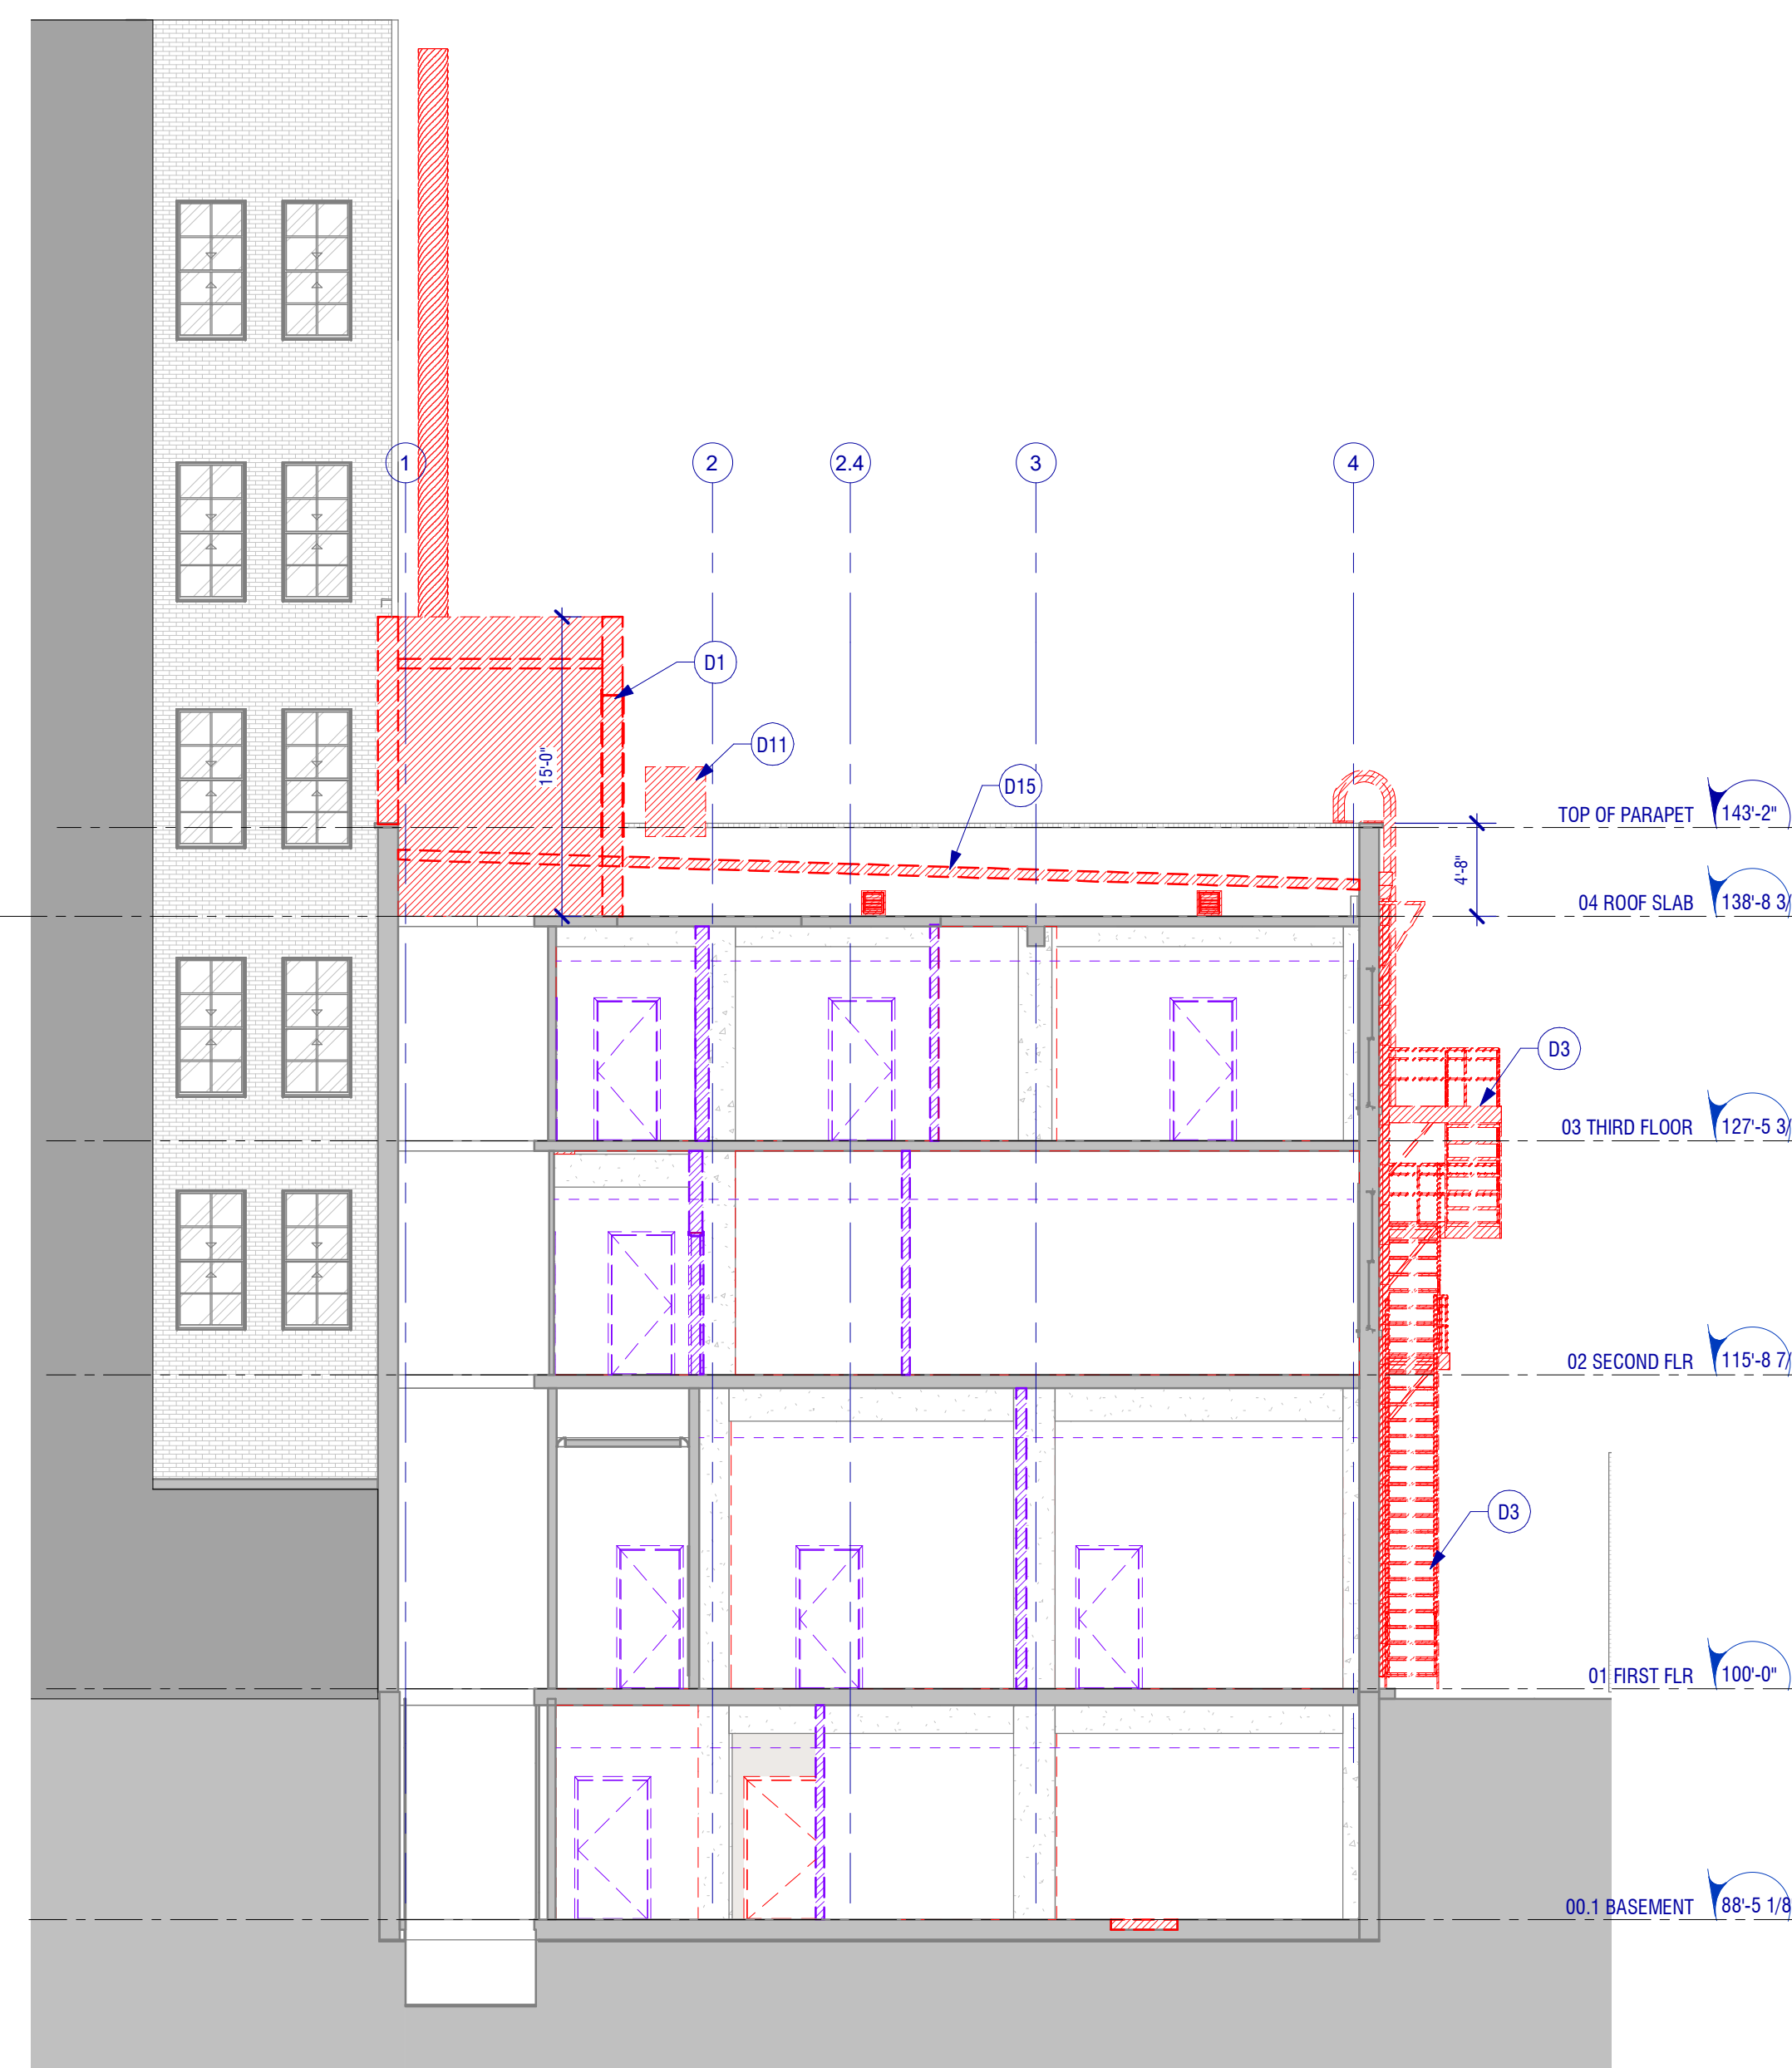 1
2
2.4
3
4
D1
D11
15'-0"
D15
TOP OF PARAPET 143'-2"
4'-8"
04 ROOF SLAB 138'-8 3/
D3
03 THIRD FLOOR 127'-5 3/
02 SECOND FLR 115'-8 7/
D3
01 FIRST FLR 100'-0"
00.1 BASEMENT 88'-5 1/8